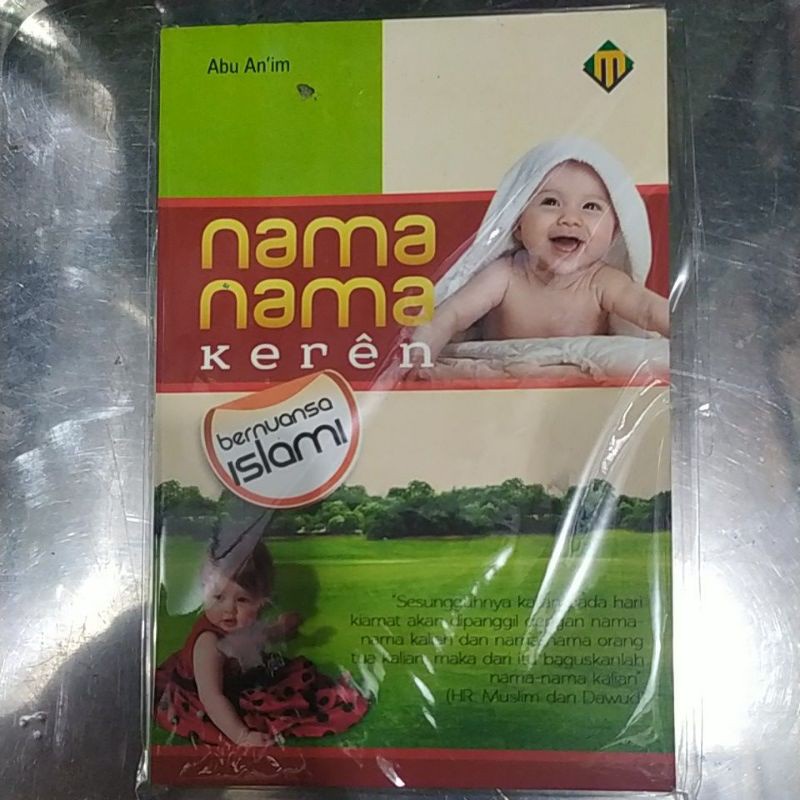 Abu An'im
m
nama
nama
kerên
bernuansa
islami
"Sesungguhnya kalian pada hari
kiamat akan dipanggil dengan nama-
nama kalian dan nama-nama orang
tua kalian, maka dari itu baguskanlah
nama-nama kalian"
(HR. Muslim dan Dawud)